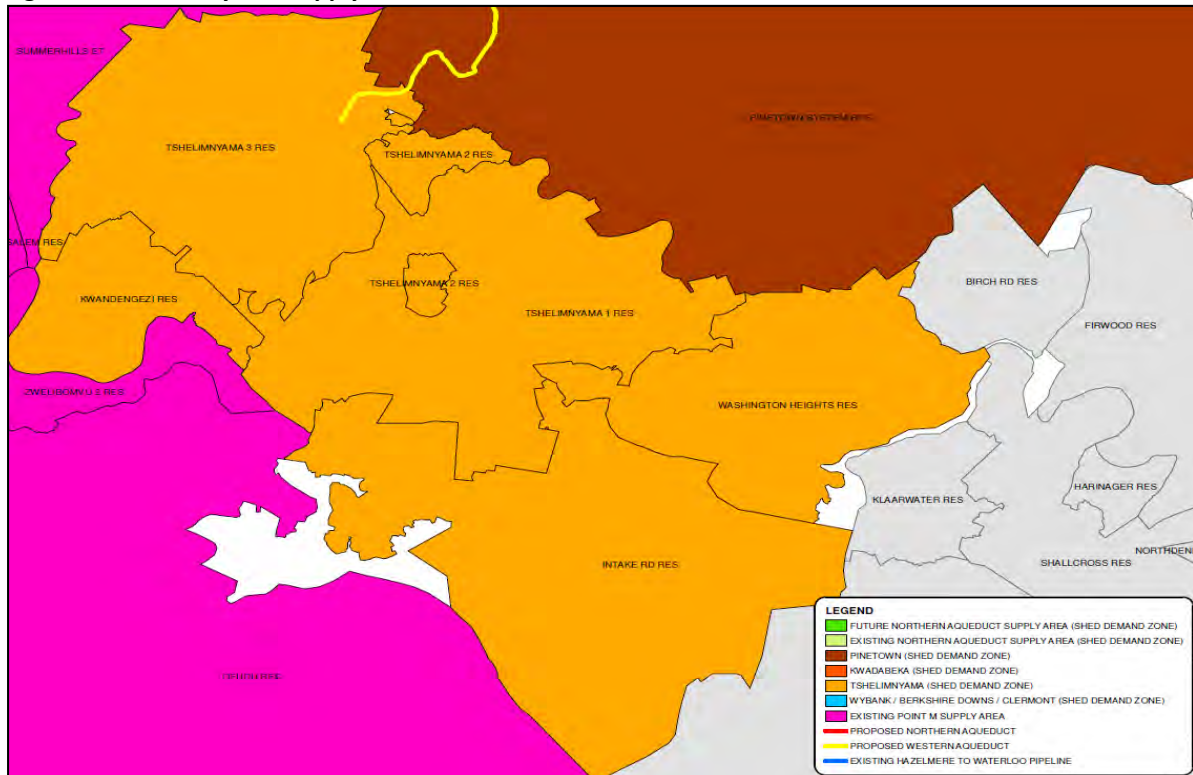 SUMMERHILLS ST
PINETOWN SYSTEM RES
TSHELIMNYAMA 3 RES
TSHELIMNYAMA 2 RES
SALEM RES
KWANDENGEZI RES
TSHELIMNYAMA 2 RES
TSHELIMNYAMA 1 RES
BIRCH RD RES
FIRWOOD RES
ZWELIBOMVU 3 RES
WASHINGTON HEIGHTS RES
KLAARWATER RES
HARINAGER RES
NORTHDENE
INTAKE RD RES
SHALLCROSS RES
RES
LEGEND
FUTURE NORTHERN AQUEDUCT SUPPLY AREA (SHED DEMAND ZONE)
EXISTING NORTHERN AQUEDUCT SUPPLY AREA (SHED DEMAND ZONE)
PINETOWN (SHED DEMAND ZONE)
KWADABEKA (SHED DEMAND ZONE)
TSHELIMNYAMA (SHED DEMAND ZONE)
WYBANK / BERKSHIRE DOWNS / CLERMONT (SHED DEMAND ZONE)
EXISTING POINT M SUPPLY AREA
PROPOSED NORTHERN AQUEDUCT
PROPOSED WESTERN AQUEDUCT
EXISTING HAZELMERE TO WATERLOO PIPELINE